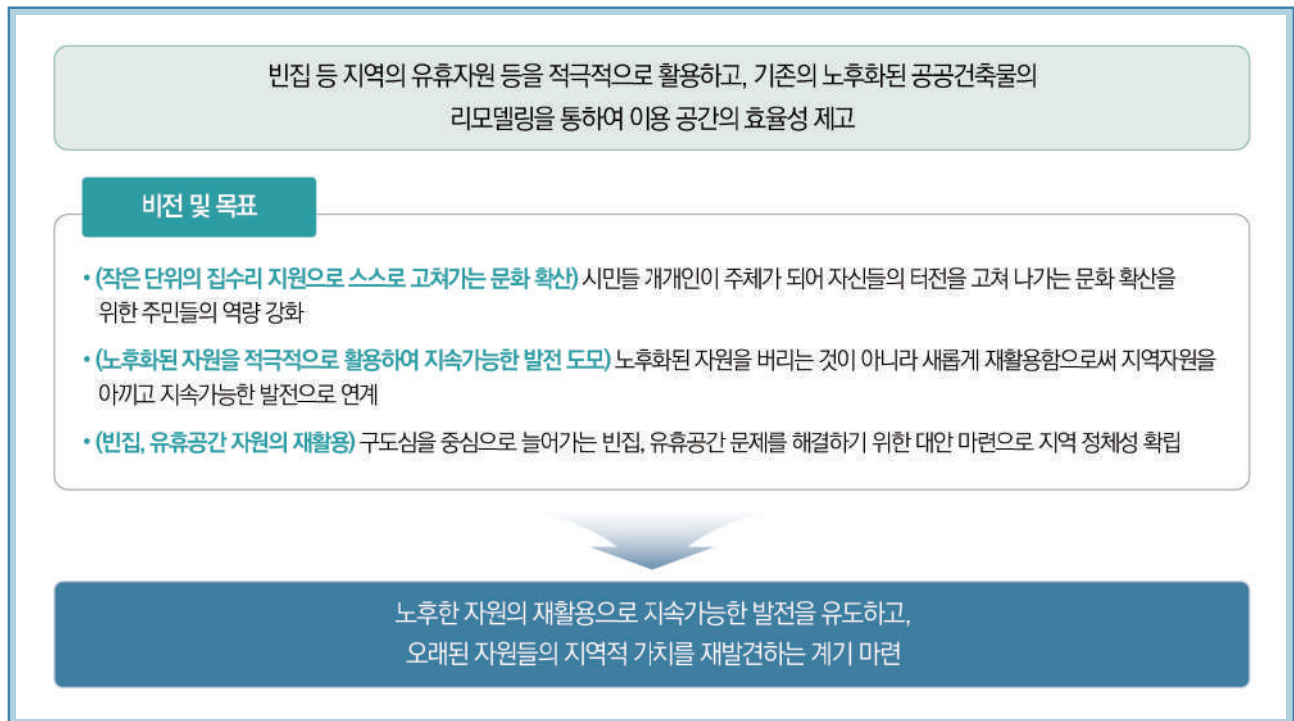 빈집 등 지역의 유휴자원 등을 적극적으로 활용하고, 기존의 노후화된 공공건축물의
리모델링을 통하여 이용 공간의 효율성 제고
비전 및 목표
• (작은 단위의 집수리 지원으로 스스로 고쳐가는 문화 확산) 시민들 개개인이 주체가 되어 자신들의 터전을 고쳐 나가는 문화 확산을
위한 주민들의 역량 강화
• (노후화된 자원을 적극적으로 활용하여 지속가능한 발전 도모) 노후화된 자원을 버리는 것이 아니라 새롭게 재활용함으로써 지역자원을
아끼고 지속가능한 발전으로 연계
• (빈집, 유휴공간 자원의 재활용) 구도심을 중심으로 늘어가는 빈집, 유휴공간 문제를 해결하기 위한 대안 마련으로 지역 정체성 확립
노후한 자원의 재활용으로 지속가능한 발전을 유도하고,
오래된 자원들의 지역적 가치를 재발견하는 계기 마련